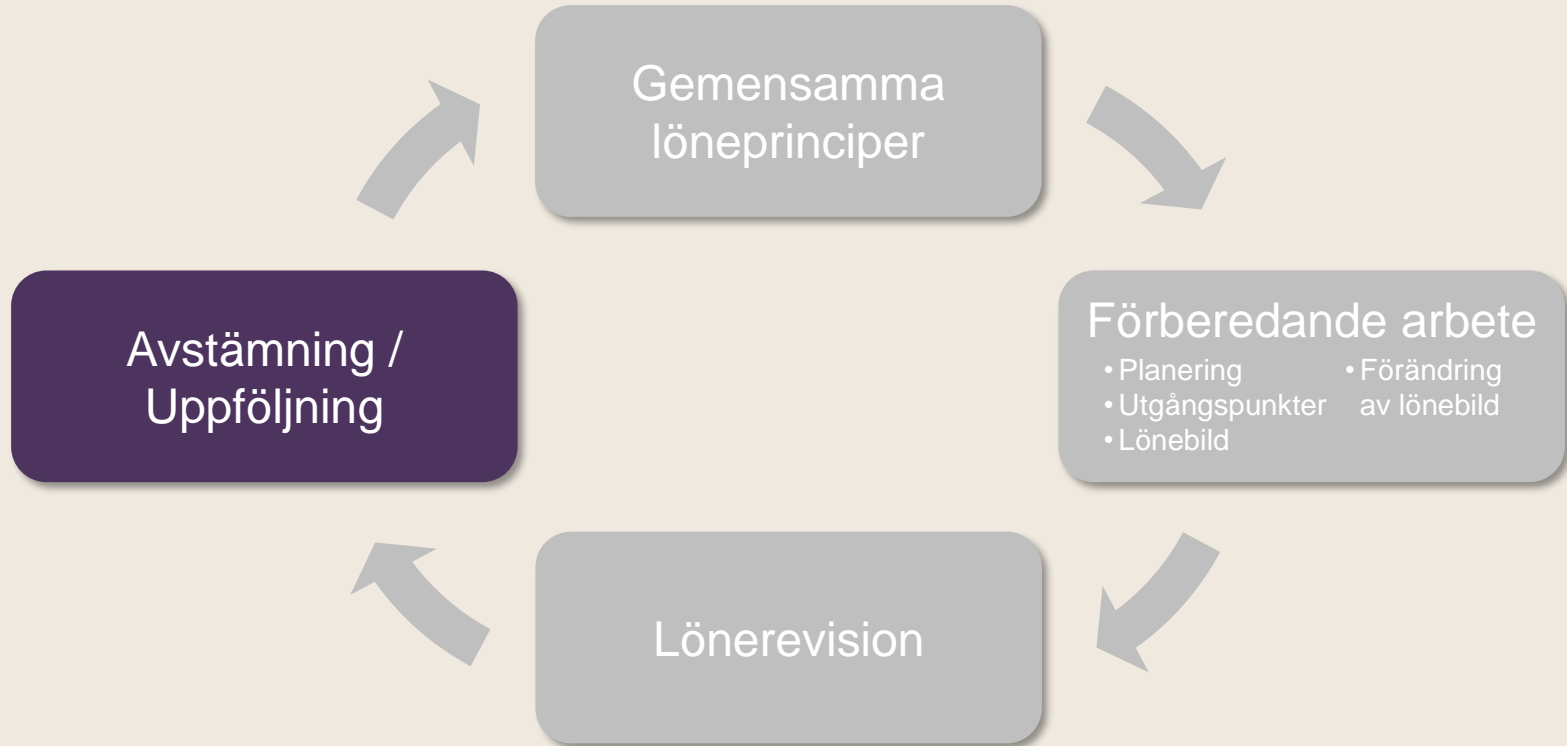 Gemensamma
löneprinciper
Förberedande arbete
• Planering
• Utgångspunkter
• Lönebild
• Förändring
av lönebild
Lönerevision
Avstämning /
Uppföljning